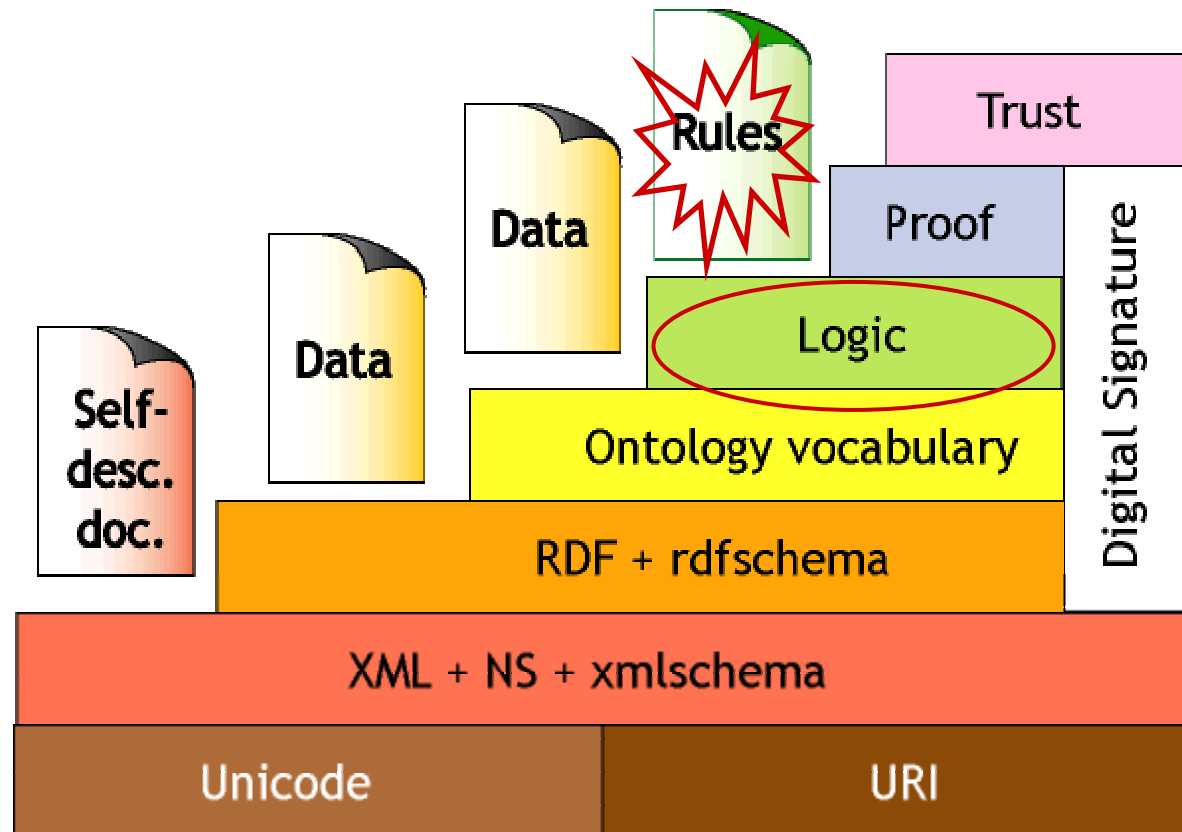 Rules
Trust
Data
Proof
Digital Signature
Logic
Data
Self-
desc.
doc.
Ontology vocabulary
RDF + rdfschema
XML + NS + xmlschema
Unicode
URI